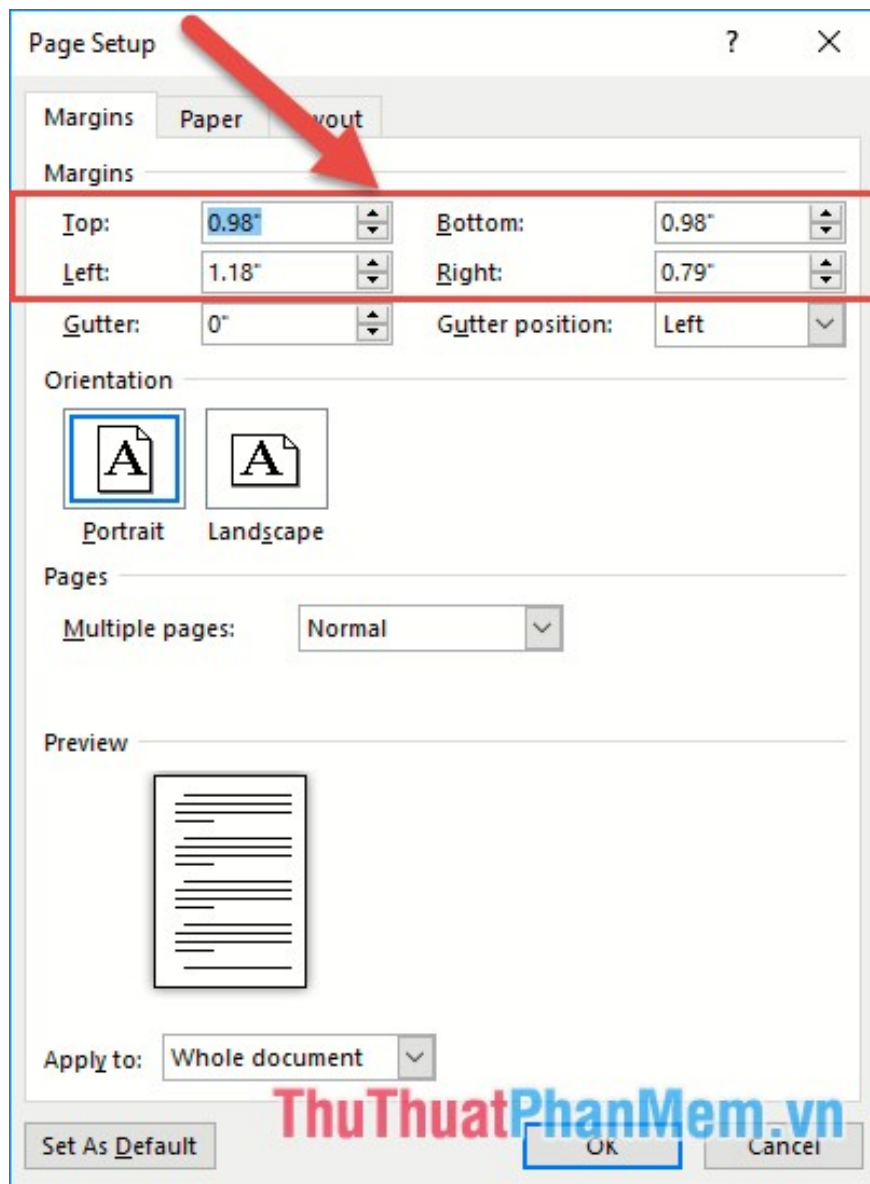 Page Setup ? ×
Margins Paper Layout
Margins
Top: 0.98" Bottom: 0.98"
Left: 1.18" Right: 0.79"
Gutter: 0" Gutter position: Left
Orientation
A A
Portrait Landscape
Pages
Multiple pages: Normal
Preview
Apply to: Whole document
ThuThuatPhanMem.vn
Set As Default OK Cancel